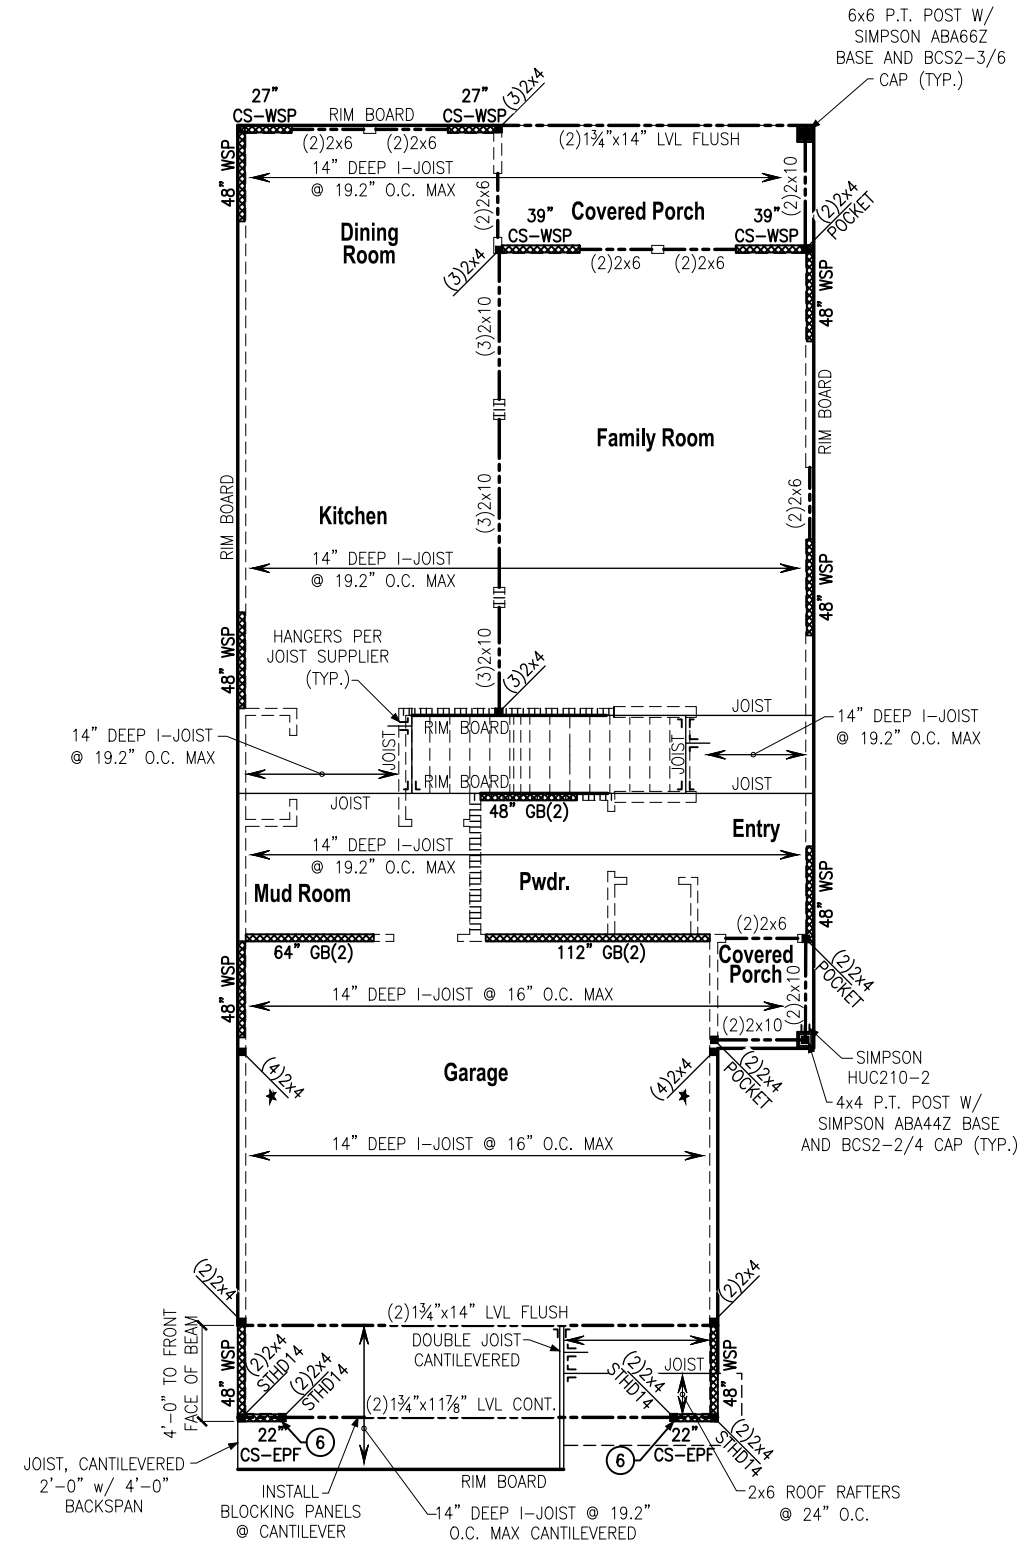 6x6 P.T. POST W/
SIMPSON ABA66Z
BASE AND BCS2-3/6
CAP (TYP.)
27"
CS-WSP
RIM BOARD
27"
CS-WSP
(3)2x4
(2)2x6
(2)2x6
(2)1¾"x14" LVL FLUSH
48" WSP
14" DEEP I-JOIST
@ 19.2" O.C. MAX
(2)2x6
(2)2x10
(2)2x4
POCKET
Covered Porch
Dining
Room
39"
CS-WSP
39"
CS-WSP
(3)2x4
(2)2x6
(2)2x6
48" WSP
(3)2x10
RIM BOARD
Family Room
RIM BOARD
(3)2x10
(2)2x6
Kitchen
14" DEEP I-JOIST
@ 19.2" O.C. MAX
48" WSP
48" WSP
HANGERS PER
JOIST SUPPLIER
(TYP.)
(3)2x10
(3)2x4
JOIST
14" DEEP I-JOIST
@ 19.2" O.C. MAX
RIM BOARD
JOIST
JOIST
14" DEEP I-JOIST
@ 19.2" O.C. MAX
RIM BOARD
JOIST
JOIST
48" GB(2)
Entry
14" DEEP I-JOIST
@ 19.2" O.C. MAX
Mud Room
Pwdr.
48" WSP
(2)2x6
64" GB(2)
112" GB(2)
Covered
Porch
(2)2x4
POCKET
48" WSP
14" DEEP I-JOIST @ 16" O.C. MAX
(2)2x10
(2)2x10
SIMPSON
HUC210-2
(4)2x4
Garage
(4)2x4
(2)2x4
POCKET
4x4 P.T. POST W/
SIMPSON ABA44Z BASE
AND BCS2-2/4 CAP (TYP.)
14" DEEP I-JOIST @ 16" O.C. MAX
(2)2x4
(2)2x4
(2)1¾"x14" LVL FLUSH
4'-0" TO FRONT
FACE OF BEAM
48" WSP
(2)2x4
STHD14
(2)2x4
STHD14
DOUBLE JOIST
CANTILEVERED
(2)2x4
STHD14
JOIST
48" WSP
(2)1¾"x11⅞" LVL CONT.
22"
CS-EPF
6
6
22"
CS-EPF
(2)2x4
STHD14
JOIST, CANTILEVERED
2'-0" w/ 4'-0"
BACKSPAN
RIM BOARD
INSTALL
BLOCKING PANELS
@ CANTILEVER
14" DEEP I-JOIST @ 19.2"
O.C. MAX CANTILEVERED
2x6 ROOF RAFTERS
@ 24" O.C.